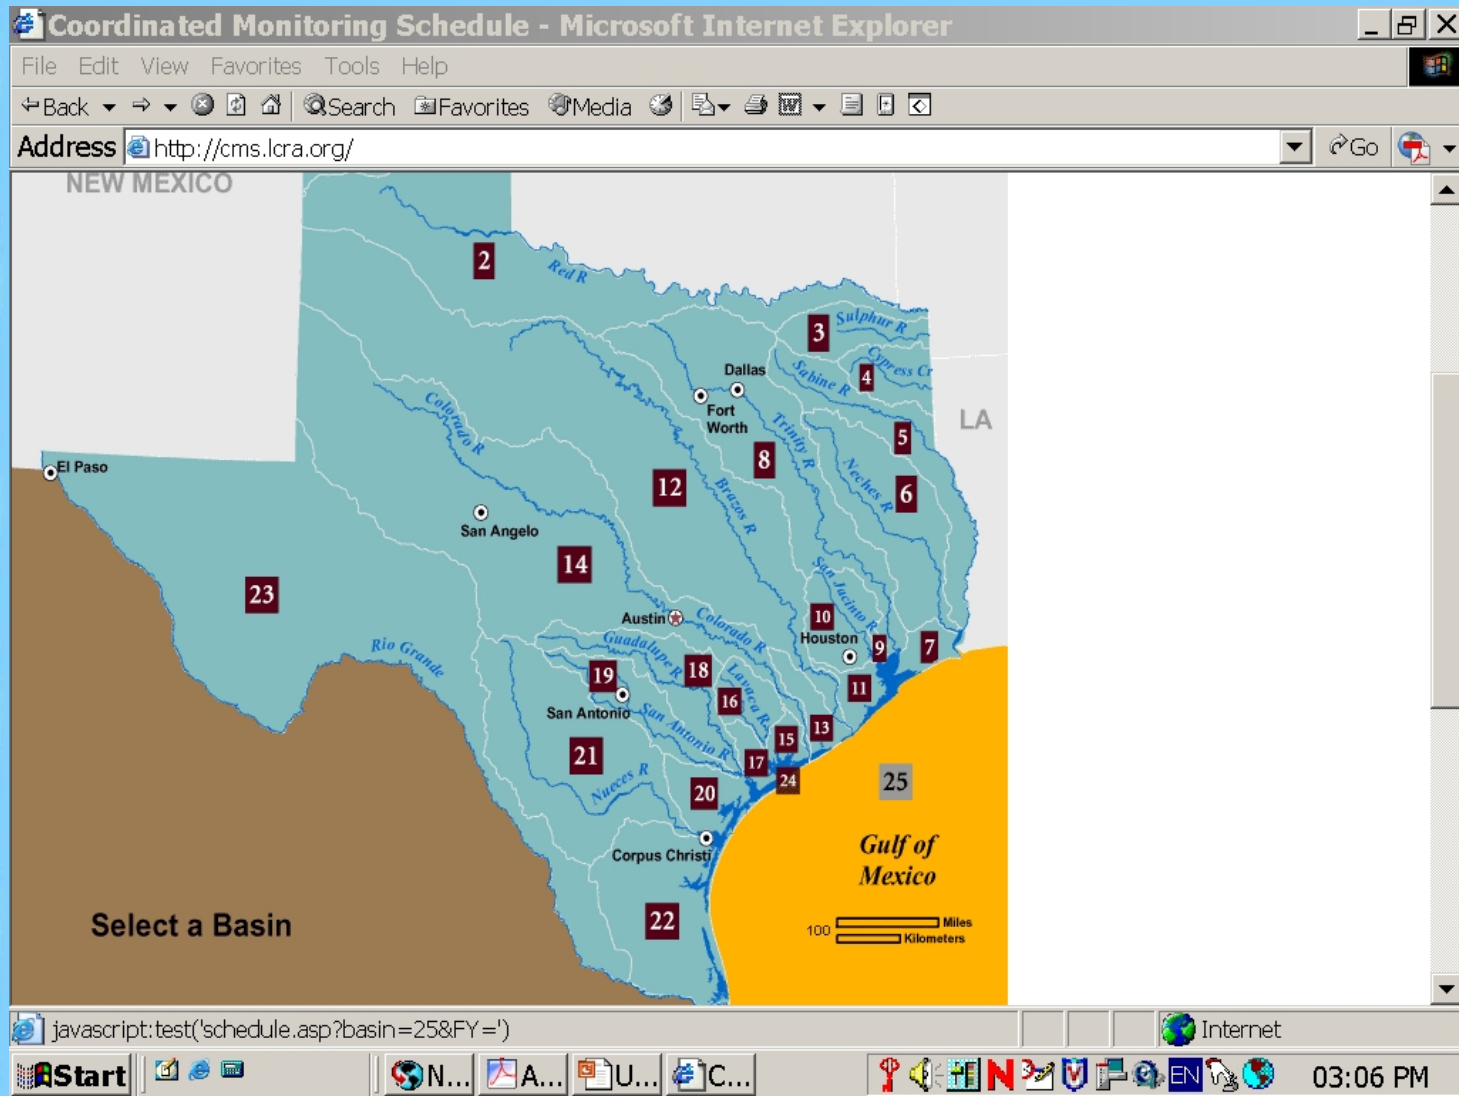 Coordinated Monitoring Schedule - Microsoft Internet Explorer
File Edit View Favorites Tools Help
Back Search Favorites Media
Address http://cms.lcra.org/ Go
NEW MEXICO
2
Red R
3
Sulphur R
Cypress Cr
4
Sabine R
Dallas
Fort
Worth
LA
Colorado R
Trinity R
5
8
Neches R
6
El Paso
12
Brazos R
San Angelo
14
23
San Jacinto R
10
Austin
Colorado R
Houston
9
7
Rio Grande
Guadalupe R
18
19
Lavaca R
11
16
San Antonio
San Antonio R
13
15
21
17
24
25
Nueces R
20
Gulf of
Mexico
Corpus Christi
Select a Basin
22
100
Miles
Kilometers
javascript:test('schedule.asp?basin=25&FY=')
Internet
Start N... A... U... C... EN 03:06 PM